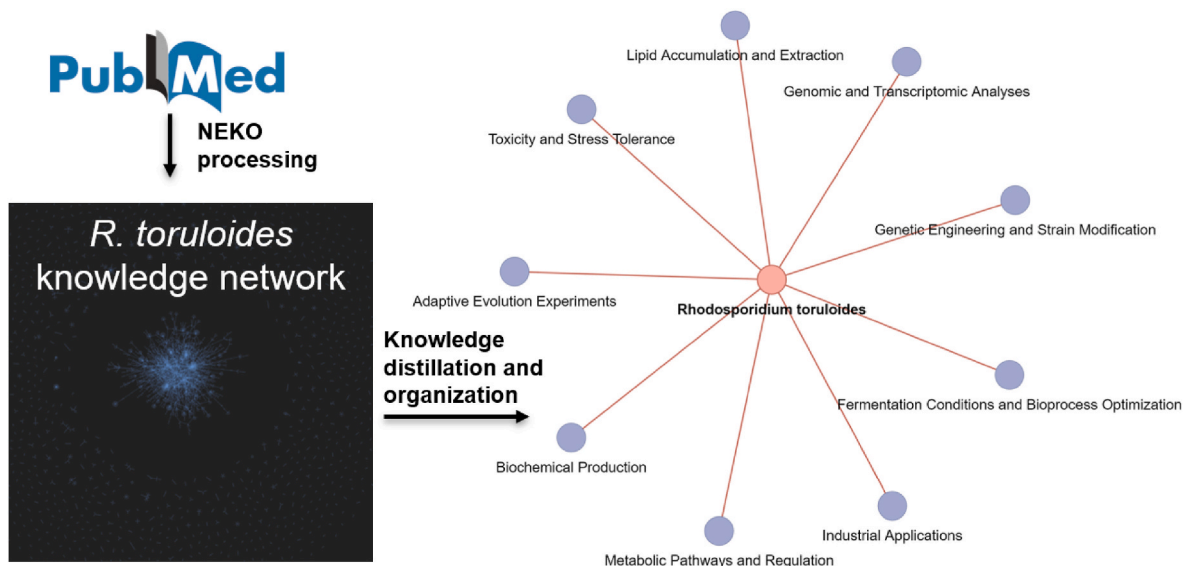 PubMed
NEKO
processing
R. toruloides
knowledge network
Knowledge
distillation and
organization
Lipid Accumulation and Extraction
Genomic and Transcriptomic Analyses
Toxicity and Stress Tolerance
Genetic Engineering and Strain Modification
Adaptive Evolution Experiments
Rhodosporidium toruloides
Fermentation Conditions and Bioprocess Optimization
Biochemical Production
Industrial Applications
Metabolic Pathways and Regulation